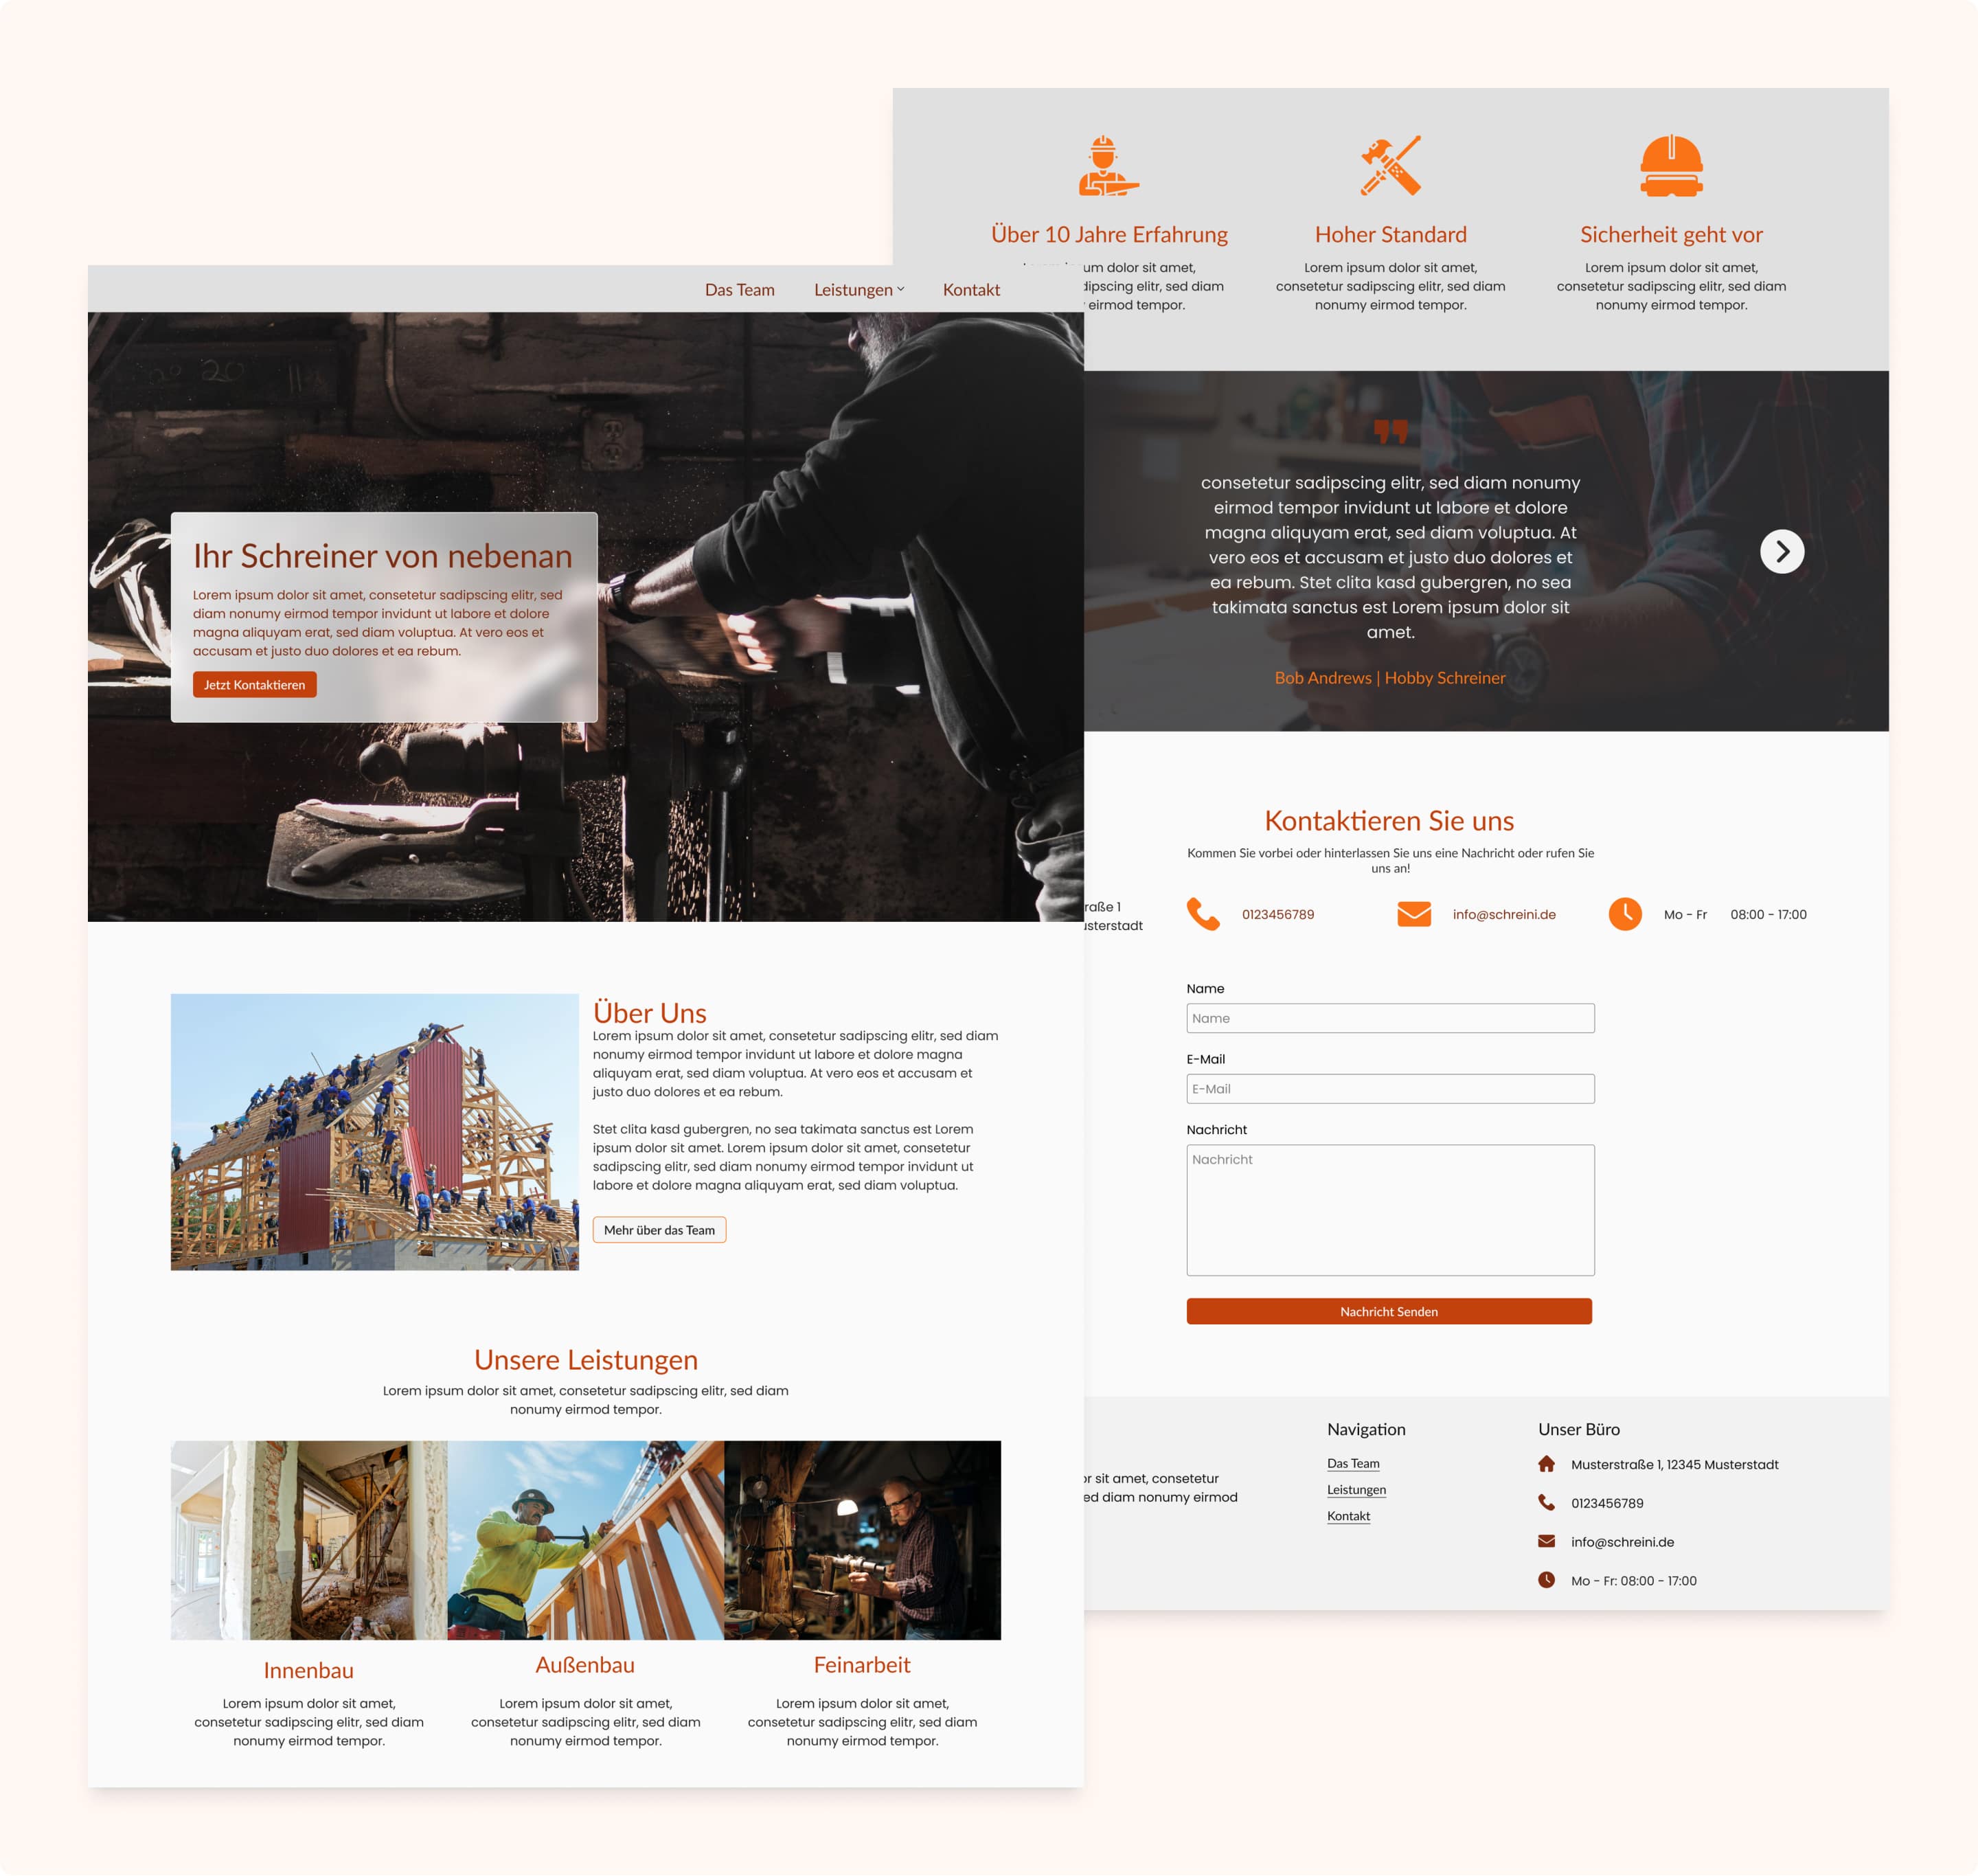 Das Team
Leistungen
Kontakt
Ihr Schreiner von nebenan
Lorem ipsum dolor sit amet, consetetur sadipscing elitr, sed
diam nonumy eirmod tempor invidunt ut labore et dolore
magna aliquyam erat, sed diam voluptua. At vero eos et
accusam et justo duo dolores et ea rebum.
Jetzt Kontaktieren
Über Uns
Lorem ipsum dolor sit amet, consetetur sadipscing elitr, sed diam
nonumy eirmod tempor invidunt ut labore et dolore magna
aliquyam erat, sed diam voluptua. At vero eos et accusam et
justo duo dolores et ea rebum.
Stet clita kasd gubergren, no sea takimata sanctus est Lorem
ipsum dolor sit amet. Lorem ipsum dolor sit amet, consetetur
sadipscing elitr, sed diam nonumy eirmod tempor invidunt ut
labore et dolore magna aliquyam erat, sed diam voluptua.
Mehr über das Team
Unsere Leistungen
Lorem ipsum dolor sit amet, consetetur sadipscing elitr, sed diam
nonumy eirmod tempor.
Innenbau
Lorem ipsum dolor sit amet,
consetetur sadipscing elitr, sed diam
nonumy eirmod tempor.
Außenbau
Lorem ipsum dolor sit amet,
consetetur sadipscing elitr, sed diam
nonumy eirmod tempor.
Feinarbeit
Lorem ipsum dolor sit amet,
consetetur sadipscing elitr, sed diam
nonumy eirmod tempor.
Über 10 Jahre Erfahrung
dolor sit amet,
elitr, sed diam
eirmod tempor.
Hoher Standard
Lorem ipsum dolor sit amet,
consetetur sadipscing elitr, sed diam
nonumy eirmod tempor.
Sicherheit geht vor
Lorem ipsum dolor sit amet,
consetetur sadipscing elitr, sed diam
nonumy eirmod tempor.
consetetur sadipscing elitr, sed diam nonumy
eirmod tempor invidunt ut labore et dolore
magna aliquyam erat, sed diam voluptua. At
vero eos et accusam et justo duo dolores et
ea rebum. Stet clita kasd gubergren, no sea
takimata sanctus est Lorem ipsum dolor sit
amet.
Bob Andrews | Hobby Schreiner
Kontaktieren Sie uns
Kommen Sie vorbei oder hinterlassen Sie uns eine Nachricht oder rufen Sie
uns an!
raße 1
usterstadt
0123456789
info@schreini.de
Mo - Fr 08:00 - 17:00
Name
Name
E-Mail
E-Mail
Nachricht
Nachricht
Nachricht Senden
sit amet, consetetur
ed diam nonumy eirmod
Navigation
Das Team
Leistungen
Kontakt
Unser Büro
Musterstraße 1, 12345 Musterstadt
0123456789
info@schreini.de
Mo - Fr: 08:00 - 17:00